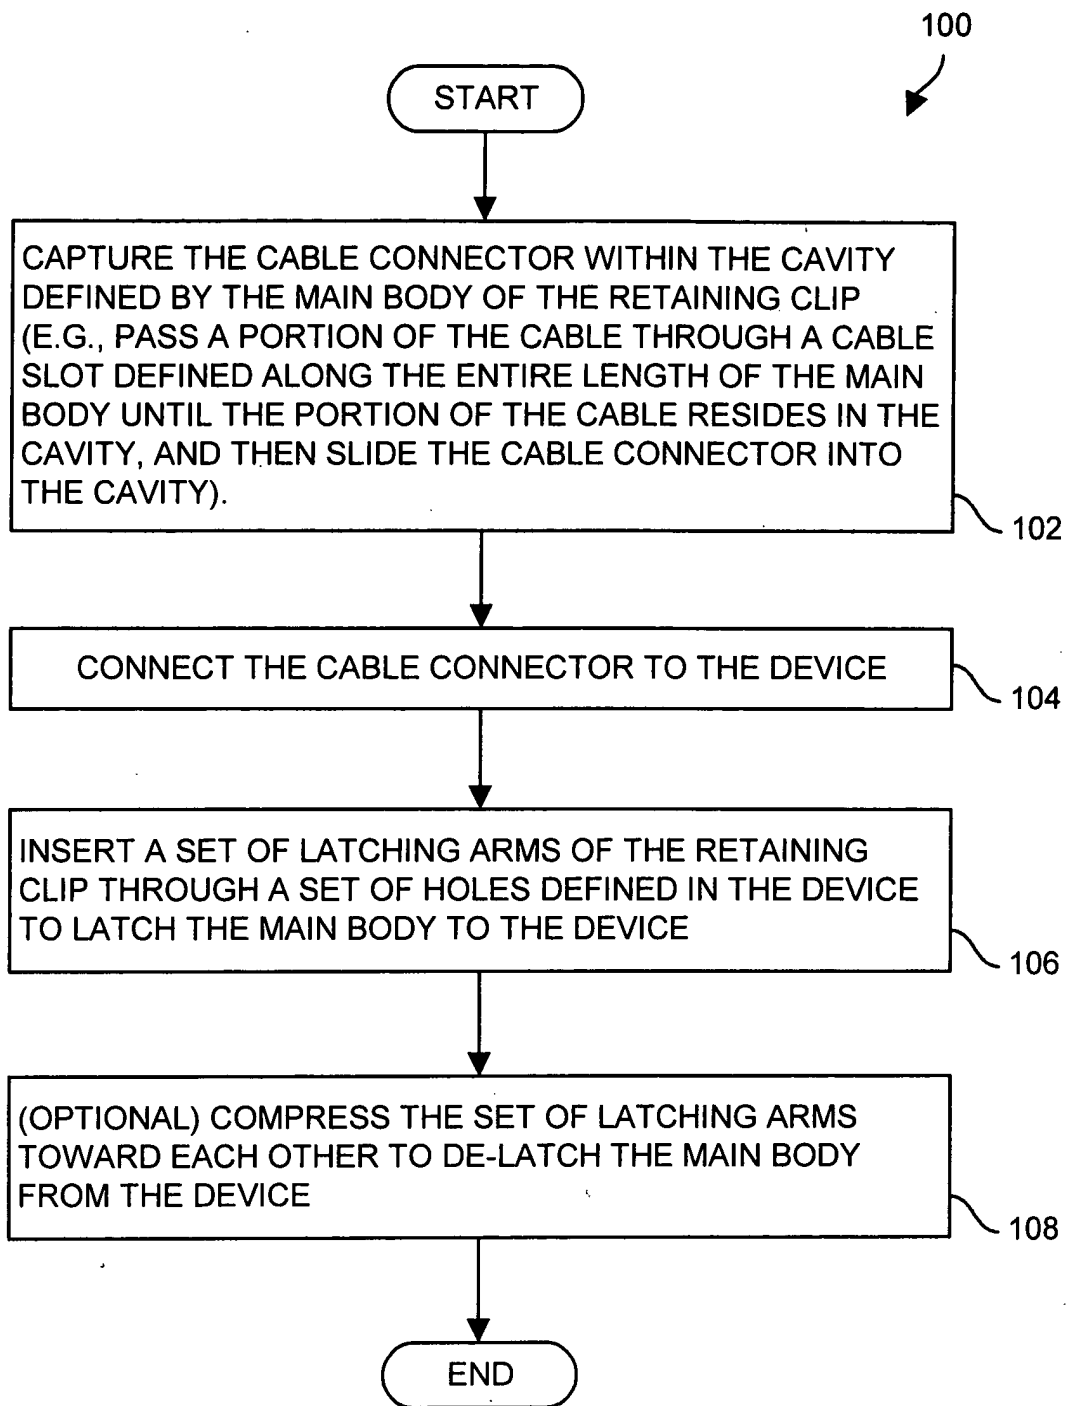 100
START
CAPTURE THE CABLE CONNECTOR WITHIN THE CAVITY
DEFINED BY THE MAIN BODY OF THE RETAINING CLIP
(E.G., PASS A PORTION OF THE CABLE THROUGH A CABLE
SLOT DEFINED ALONG THE ENTIRE LENGTH OF THE MAIN
BODY UNTIL THE PORTION OF THE CABLE RESIDES IN THE
CAVITY, AND THEN SLIDE THE CABLE CONNECTOR INTO
THE CAVITY).
102
CONNECT THE CABLE CONNECTOR TO THE DEVICE
104
INSERT A SET OF LATCHING ARMS OF THE RETAINING
CLIP THROUGH A SET OF HOLES DEFINED IN THE DEVICE
TO LATCH THE MAIN BODY TO THE DEVICE
106
(OPTIONAL) COMPRESS THE SET OF LATCHING ARMS
TOWARD EACH OTHER TO DE-LATCH THE MAIN BODY
FROM THE DEVICE
108
END